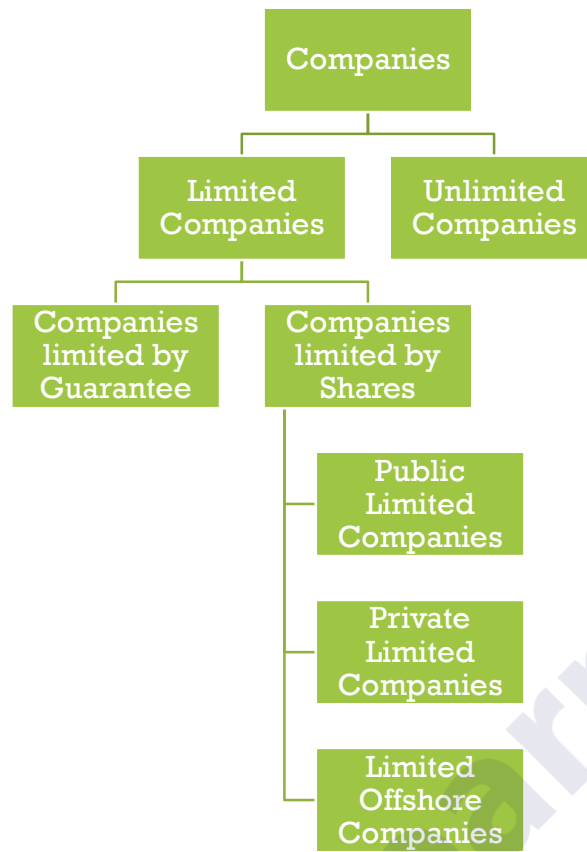 Companies
Limited
Companies
Unlimited
Companies
Companies
limited by
Guarantee
Companies
limited by
Shares
Public
Limited
Companies
Private
Limited
Companies
Limited
Offshore
Companies